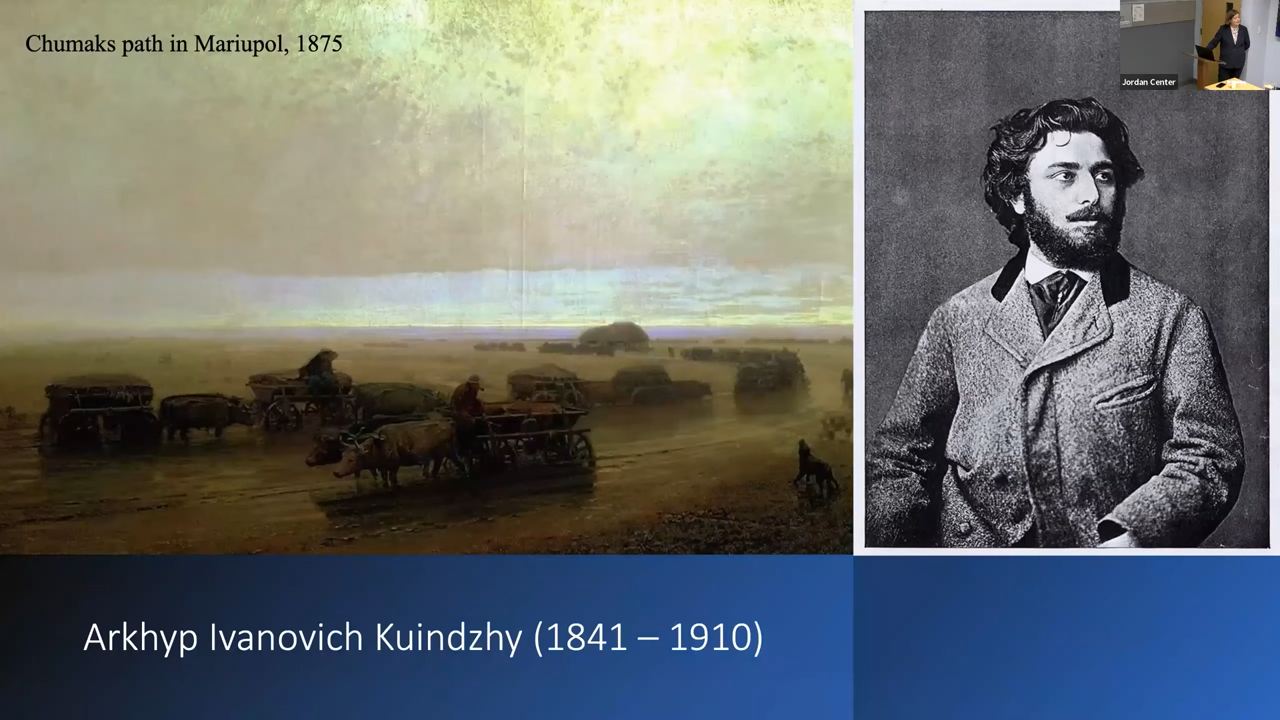 Chumaks path in Mariupol, 1875
Jordan Center
Arkhyp Ivanovich Kuindzhy (1841 – 1910)